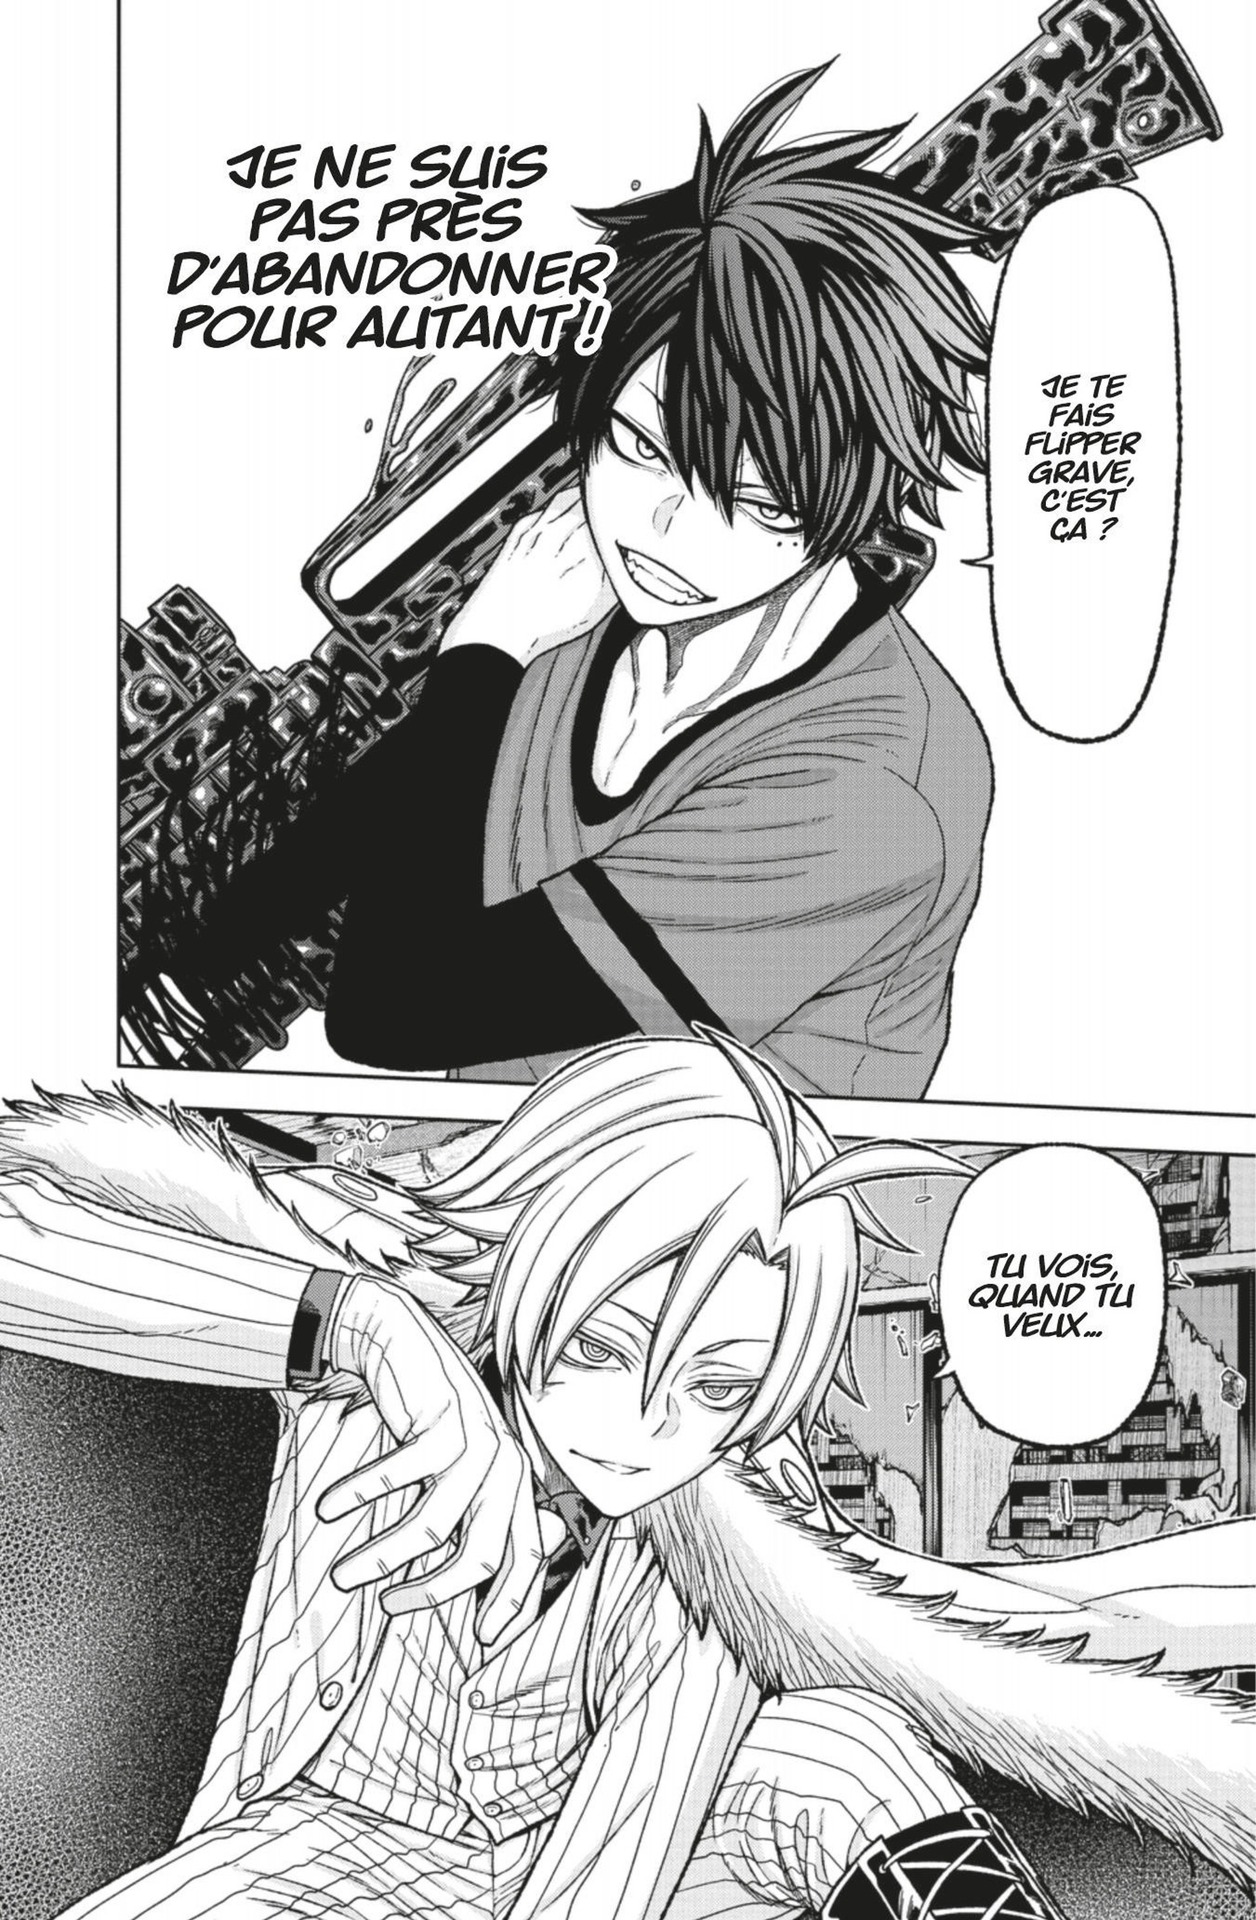 JE TE
FAIS
FLIPPER
GRAVE,
C'EST
ÇA ?
JE NE SUIS
PAS PRÈS
D'ABANDONNER
POUR AUTANT !
TU VOIS,
QUAND TU
VEUX...